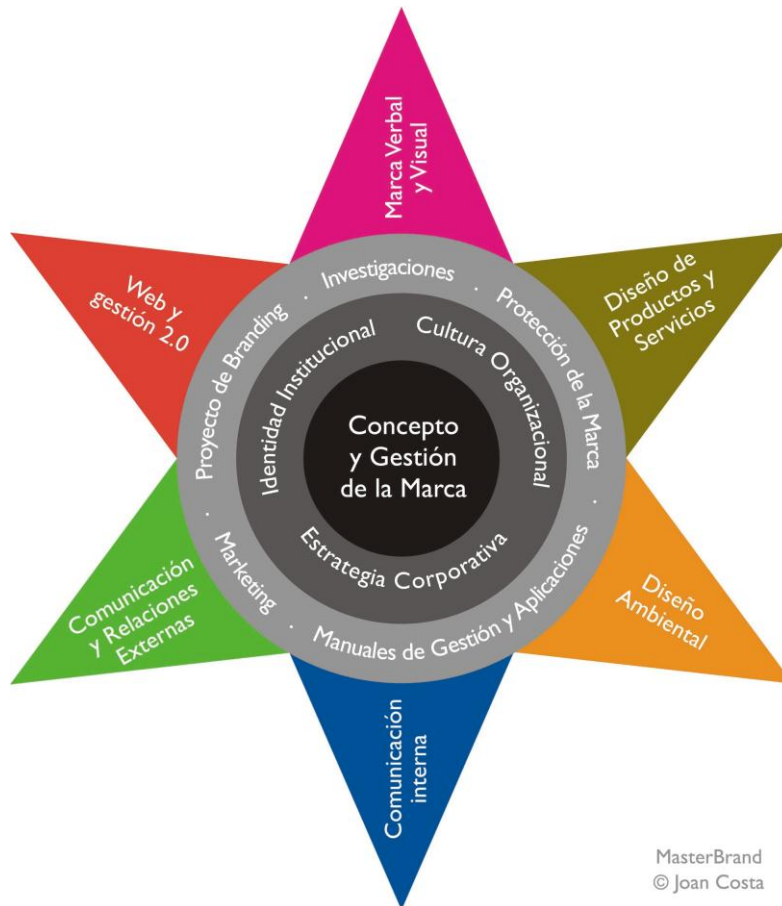 Marca Verbal
y Visual
Web y
gestión 2.0
Diseño de
Productos y
Servicios
Proyecto de Branding · Investigaciones · Protección de la Marca · Manuales de Gestión y Aplicaciones · Marketing ·
Identidad Institucional
Cultura Organizacional
Estrategia Corporativa
Concepto
y Gestión
de la Marca
Comunicación
y Relaciones
Externas
Diseño
Ambiental
Comunicación
interna
MasterBrand
© Joan Costa